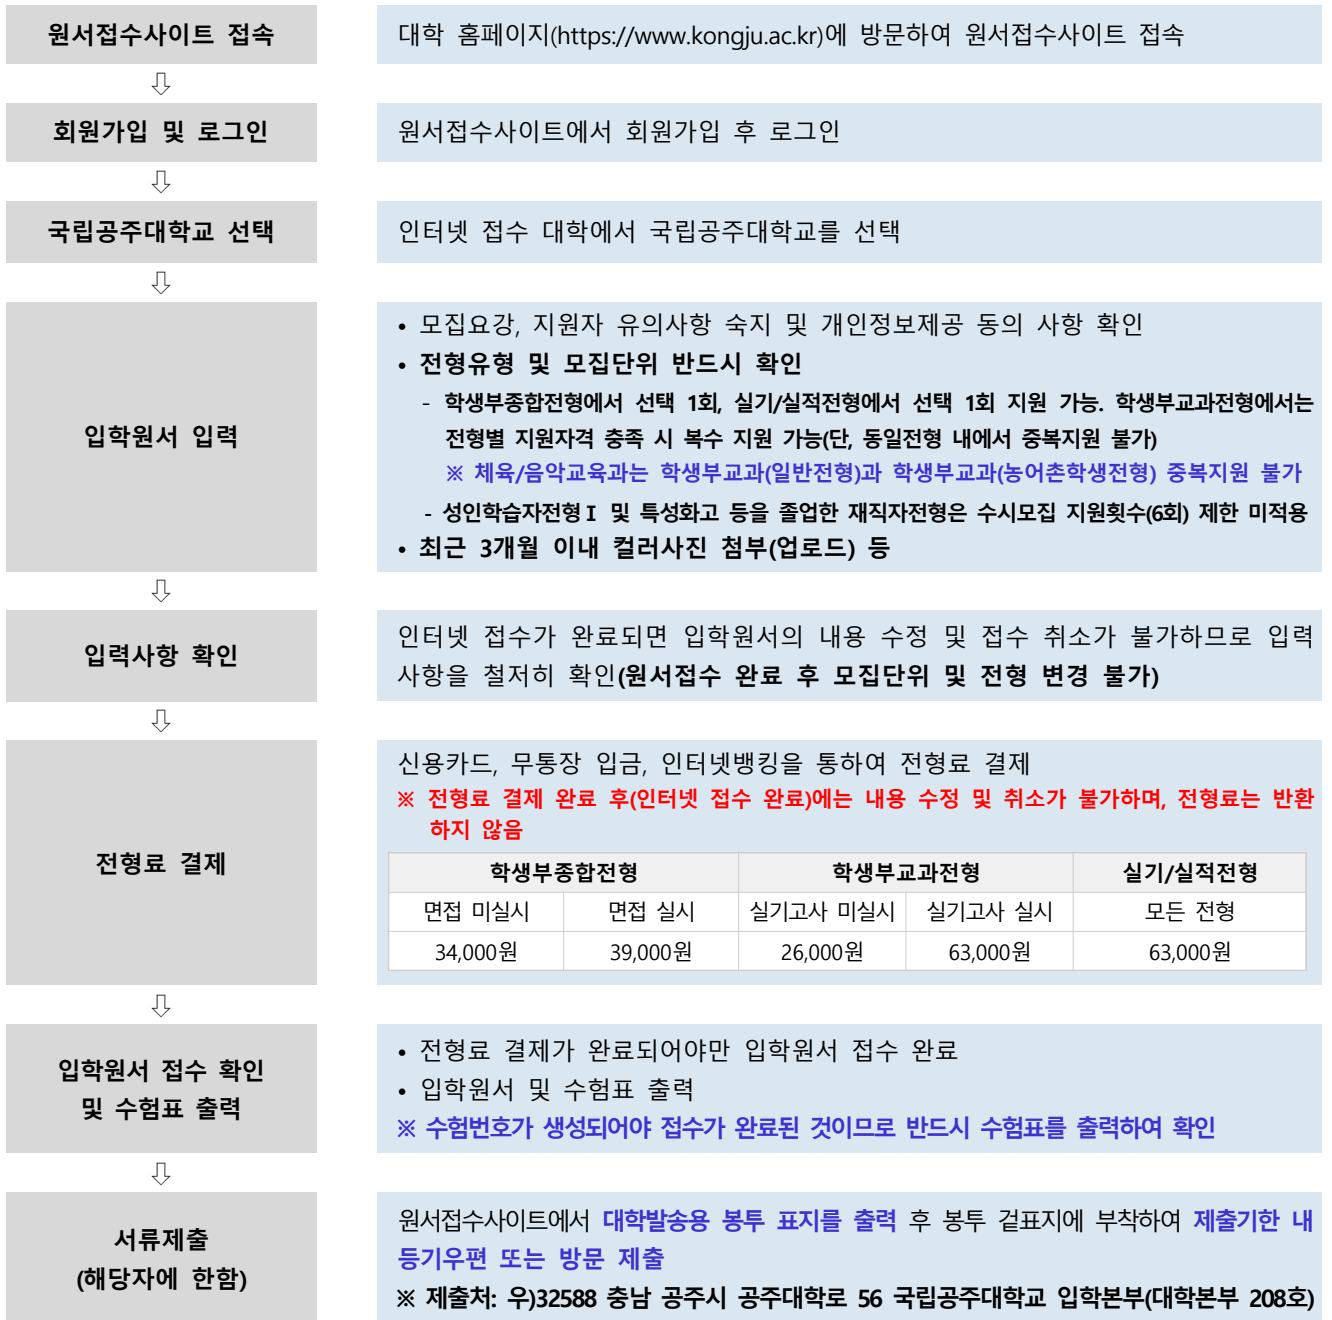 원서접수사이트 접속
대학 홈페이지(https://www.kongju.ac.kr)에 방문하여 원서접수사이트 접속
⇩
회원가입 및 로그인
원서접수사이트에서 회원가입 후 로그인
⇩
국립공주대학교 선택
인터넷 접수 대학에서 국립공주대학교를 선택
⇩
입학원서 입력
• 모집요강, 지원자 유의사항 숙지 및 개인정보제공 동의 사항 확인
• 전형유형 및 모집단위 반드시 확인
- 학생부종합전형에서 선택 1회, 실기/실적전형에서 선택 1회 지원 가능. 학생부교과전형에서는
전형별 지원자격 충족 시 복수 지원 가능(단, 동일전형 내에서 중복지원 불가)
※ 체육/음악교육과는 학생부교과(일반전형)과 학생부교과(농어촌학생전형) 중복지원 불가
- 성인학습자전형Ⅰ 및 특성화고 등을 졸업한 재직자전형은 수시모집 지원횟수(6회) 제한 미적용
• 최근 3개월 이내 컬러사진 첨부(업로드) 등
⇩
입력사항 확인
인터넷 접수가 완료되면 입학원서의 내용 수정 및 접수 취소가 불가하므로 입력
사항을 철저히 확인(원서접수 완료 후 모집단위 및 전형 변경 불가)
⇩
전형료 결제
신용카드, 무통장 입금, 인터넷뱅킹을 통하여 전형료 결제
※ 전형료 결제 완료 후(인터넷 접수 완료)에는 내용 수정 및 취소가 불가하며, 전형료는 반환
하지 않음
학생부종합전형 학생부교과전형 실기/실적전형
면접 미실시 면접 실시 실기고사 미실시 실기고사 실시 모든 전형
34,000원 39,000원 26,000원 63,000원 63,000원
⇩
입학원서 접수 확인
및 수험표 출력
• 전형료 결제가 완료되어야만 입학원서 접수 완료
• 입학원서 및 수험표 출력
※ 수험번호가 생성되어야 접수가 완료된 것이므로 반드시 수험표를 출력하여 확인
⇩
서류제출
(해당자에 한함)
원서접수사이트에서 대학발송용 봉투 표지를 출력 후 봉투 겉표지에 부착하여 제출기한 내
등기우편 또는 방문 제출
※ 제출처: 우)32588 충남 공주시 공주대학로 56 국립공주대학교 입학본부(대학본부 208호)